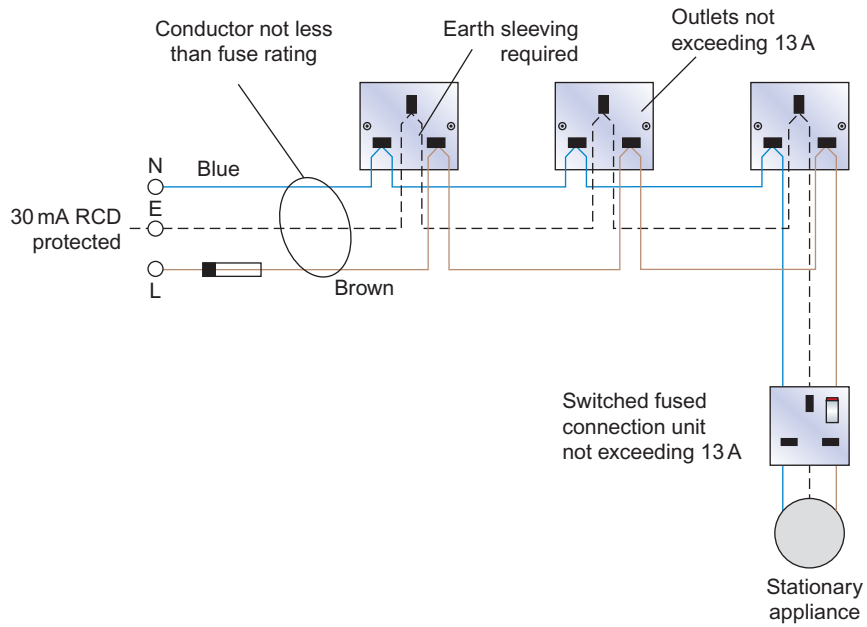 Conductor not less
than fuse rating
Earth sleeving
required
Outlets not
exceeding 13 A
N
Blue
E
30 mA RCD
protected
L
Brown
Switched fused
connection unit
not exceeding 13 A
Stationary
appliance